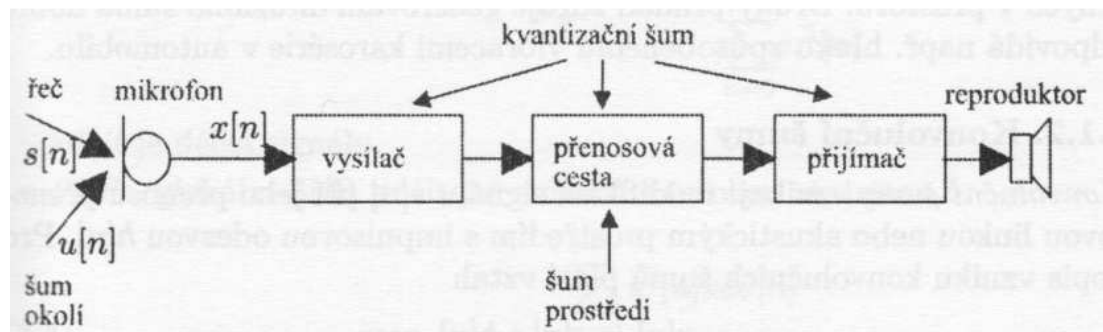 kvantizační šum
řeč
mikrofon
reproduktor
s[n]
x[n]
vysílač
přenosová
cesta
přijímač
u[n]
šum
okolí
šum
prostředí